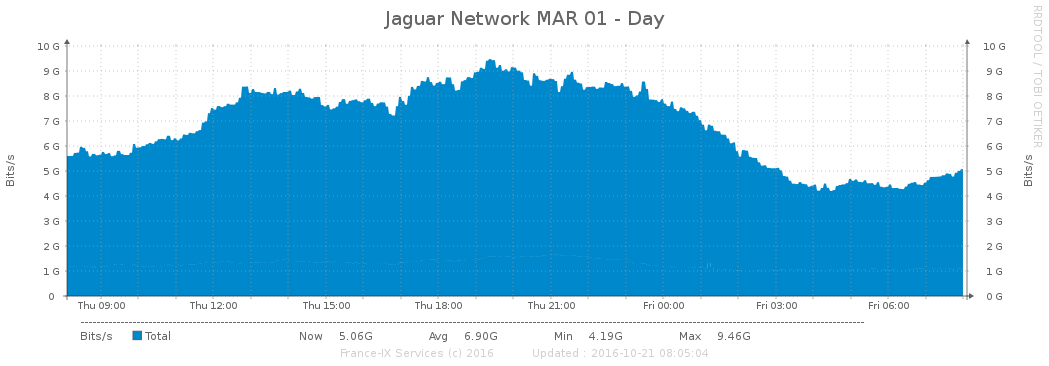 Jaguar Network MAR 01 - Day
RRDTOOL / TOBI OETIKER
Bits/s
10 G
9 G
8 G
7 G
6 G
5 G
4 G
3 G
2 G
1 G
0
10 G
9 G
8 G
7 G
6 G
5 G
4 G
3 G
2 G
1 G
0 G
Bits/s
Thu 09:00 Thu 12:00 Thu 15:00 Thu 18:00 Thu 21:00 Fri 00:00 Fri 03:00 Fri 06:00
Bits/s Total Now 5.06G Avg 6.90G Min 4.19G Max 9.46G
France-IX Services (c) 2016 Updated : 2016-10-21 08:05:04